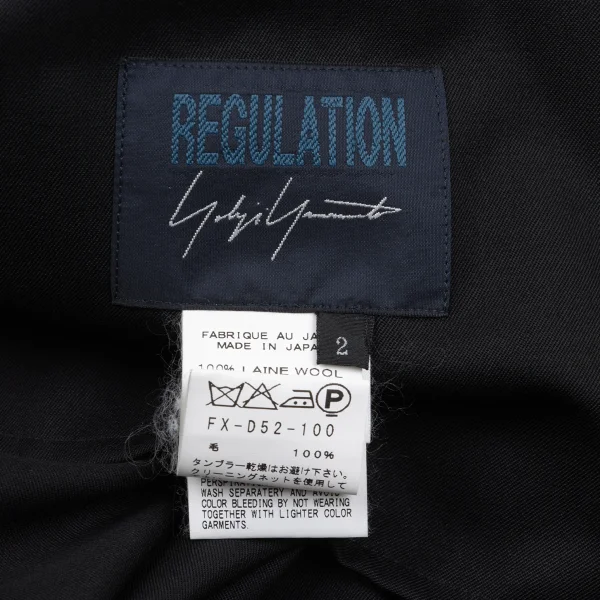 REGULATION
Yohji Yamamoto
FABRIQUE AU
MADE IN JAPAN
2
100% LAINE WOOL
P
FX-D52-100
毛 100%
タンブラー乾燥はお避け下さい。
クリーニングネットを使用して
WASH SEPARATERY AND AVOID
COLOR BLEEDING BY NOT WEARING
TOGETHER WITH LIGHTER COLOR
GARMENTS.